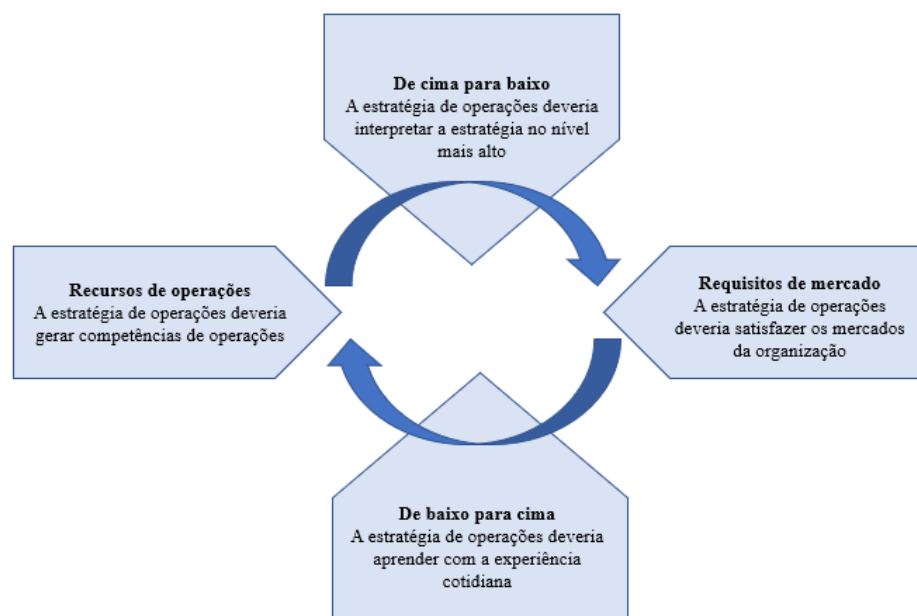 De cima para baixo
A estratégia de operações deveria
interpretar a estratégia no nível
mais alto
Recursos de operações
A estratégia de operações deveria
gerar competências de operações
Requisitos de mercado
A estratégia de operações
deveria satisfazer os mercados
da organização
De baixo para cima
A estratégia de operações deveria
aprender com a experiência
cotidiana